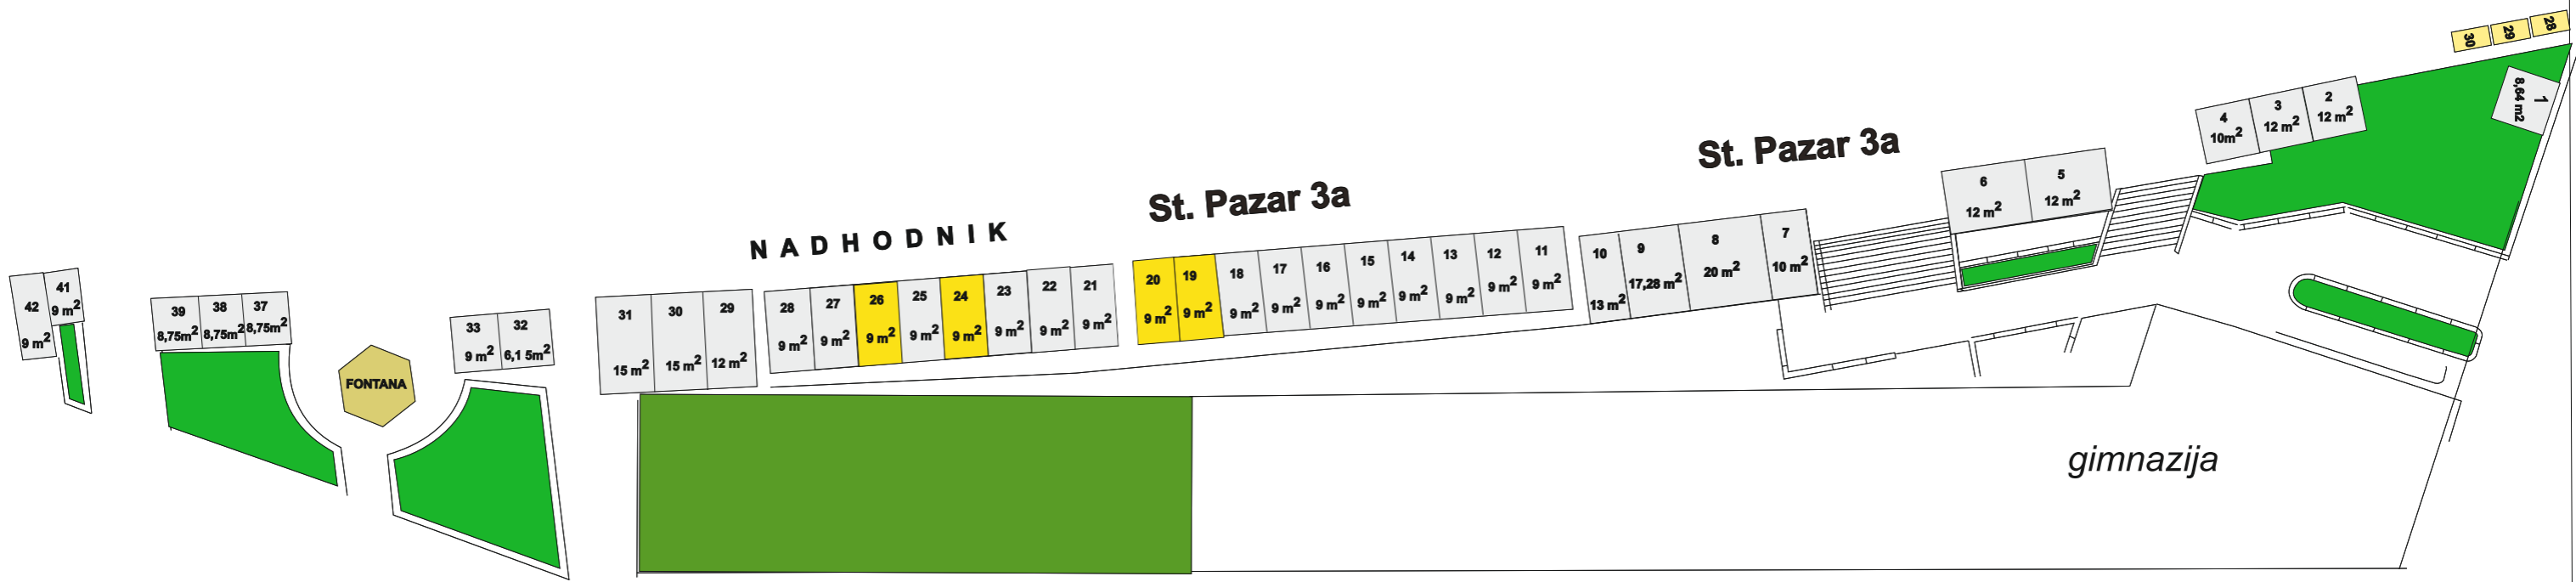 42
9 m²
41
9 m²
39
8,75m²
38
8,75m²
37
8,75m²
FONTANA
33
9 m²
32
6,1 5m²
31
15 m²
30
15 m²
29
12 m²
NADHODNIK
28
9 m²
27
9 m²
26
9 m²
25
9 m²
24
9 m²
23
9 m²
22
9 m²
21
9 m²
St. Pazar 3a
20
9 m²
19
9 m²
18
9 m²
17
9 m²
16
9 m²
15
9 m²
14
9 m²
13
9 m²
12
9 m²
11
9 m²
St. Pazar 3a
10
13 m²
9
17,28 m²
8
20 m²
7
10 m²
6
12 m²
5
12 m²
4
10m²
3
12 m²
2
12 m²
1
8,64 m2
30
29
28
gimnazija